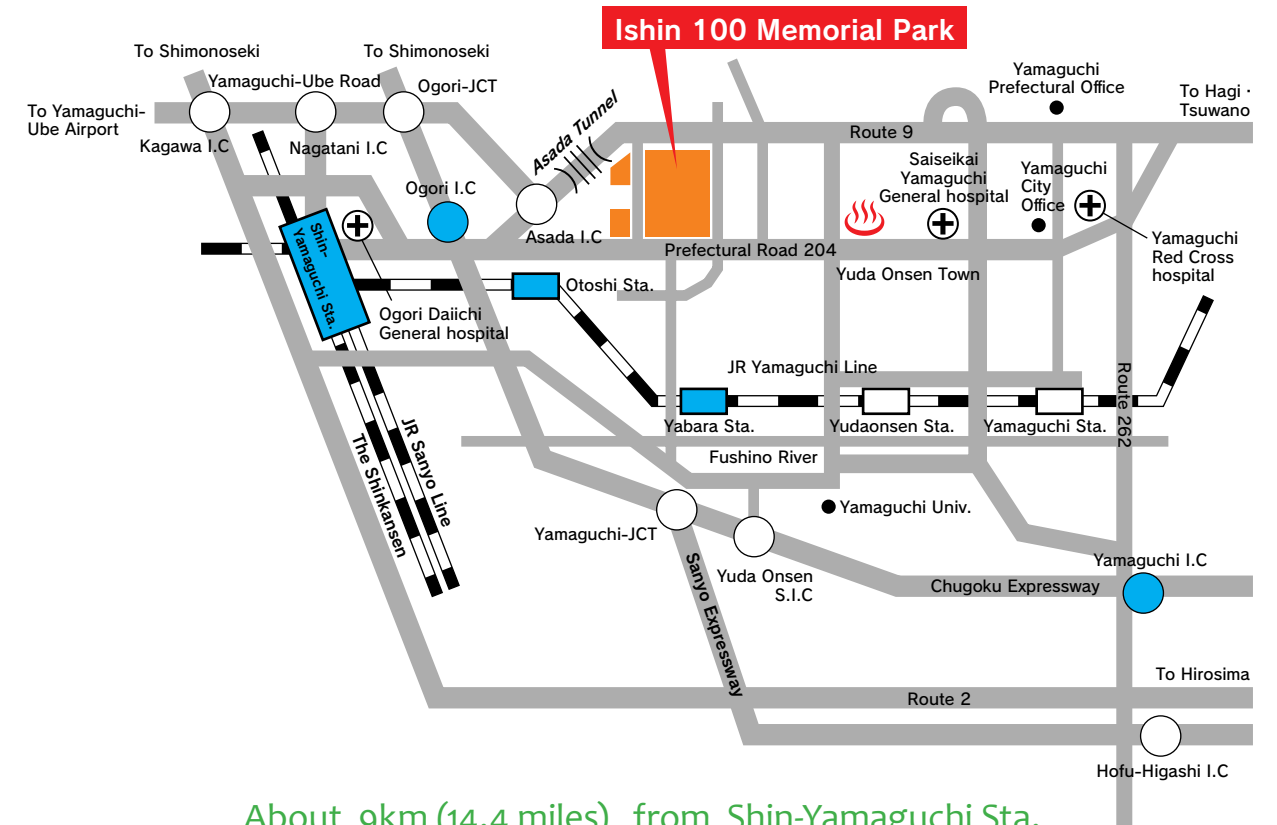 Ishin 100 Memorial Park
To Shimonoseki
To Shimonoseki
Yamaguchi-Ube Road
Ogori-JCT
To Yamaguchi-
Ube Airport
Kagawa I.C
Nagatani I.C
Asada Tunnel
Yamaguchi
Prefectural Office
To Hagi ·
Tsuwano
Route 9
Ogori I.C
Asada I.C
Saiseikai
Yamaguchi
General hospital
Yamaguchi
City
Office
Yamaguchi
Red Cross
hospital
Prefectural Road 204
Yuda Onsen Town
Shin-
Yamaguchi Sta.
Otoshi Sta.
Ogori Daiichi
General hospital
JR Yamaguchi Line
Yabara Sta.
Yudaonsen Sta.
Yamaguchi Sta.
Route 262
Fushino River
JR Sanyo Line
The Shinkansen
Yamaguchi-JCT
Yamaguchi Univ.
Yuda Onsen
S.I.C
Sanyo Expressway
Yamaguchi I.C
Chugoku Expressway
To Hirosima
Route 2
Hofu-Higashi I.C
About 9km (14.4 miles) from Shin-Yamaguchi Sta.